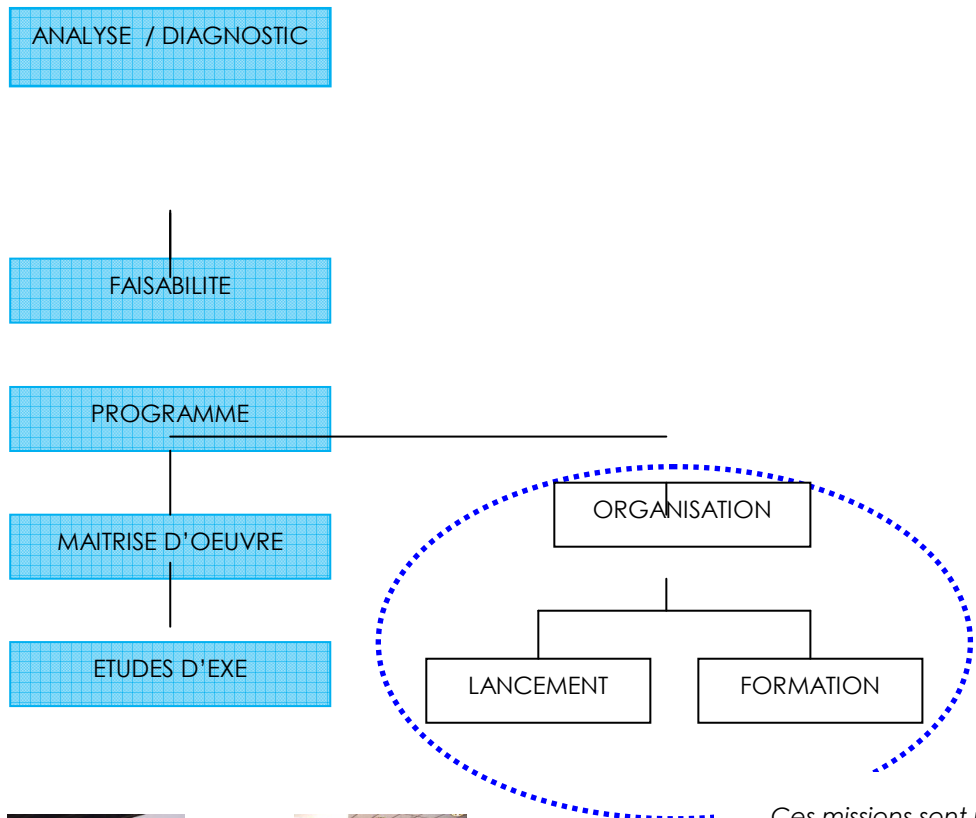 ANALYSE / DIAGNOSTIC
FAISABILITE
PROGRAMME
MAITRISE D'OEUVRE
ETUDES D'EXE
ORGANISATION
LANCEMENT
FORMATION
Ces missions sont